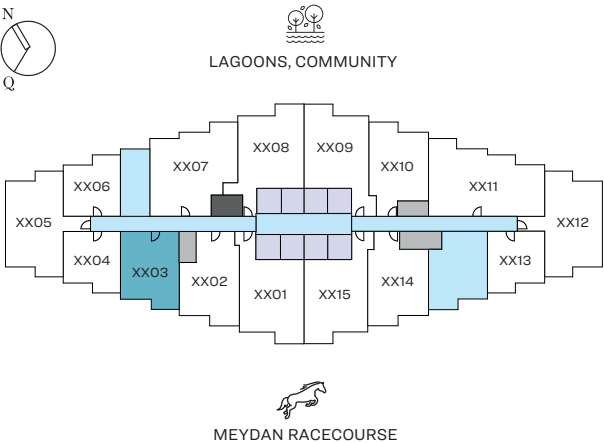 N
Q
LAGOONS, COMMUNITY
XX08 XX09
XX07 XX10
XX06 XX11
XX05 XX12
XX04 XX03 XX02 XX01 XX15 XX14 XX13
MEYDAN RACECOURSE